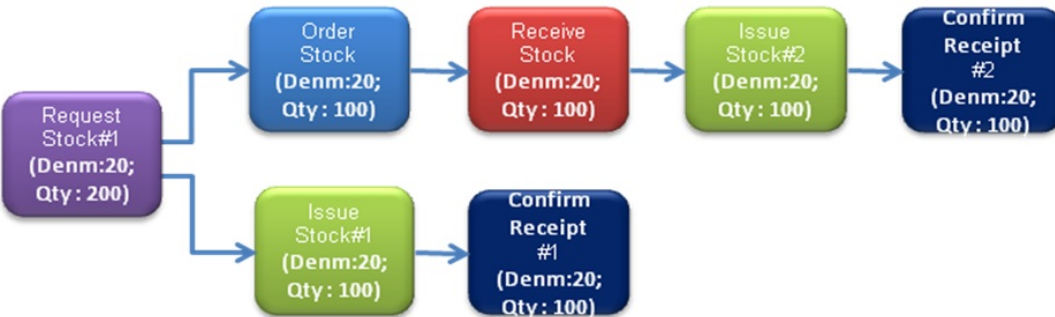 Request
Stock#1
(Denm:20;
Qty : 200)
Order
Stock
(Denm:20;
Qty : 100)
Receive
Stock
(Denm:20;
Qty : 100)
Issue
Stock#2
(Denm:20;
Qty : 100)
Confirm
Receipt
#2
(Denm:20;
Qty : 100)
Issue
Stock#1
(Denm:20;
Qty : 100)
Confirm
Receipt
#1
(Denm:20;
Qty : 100)